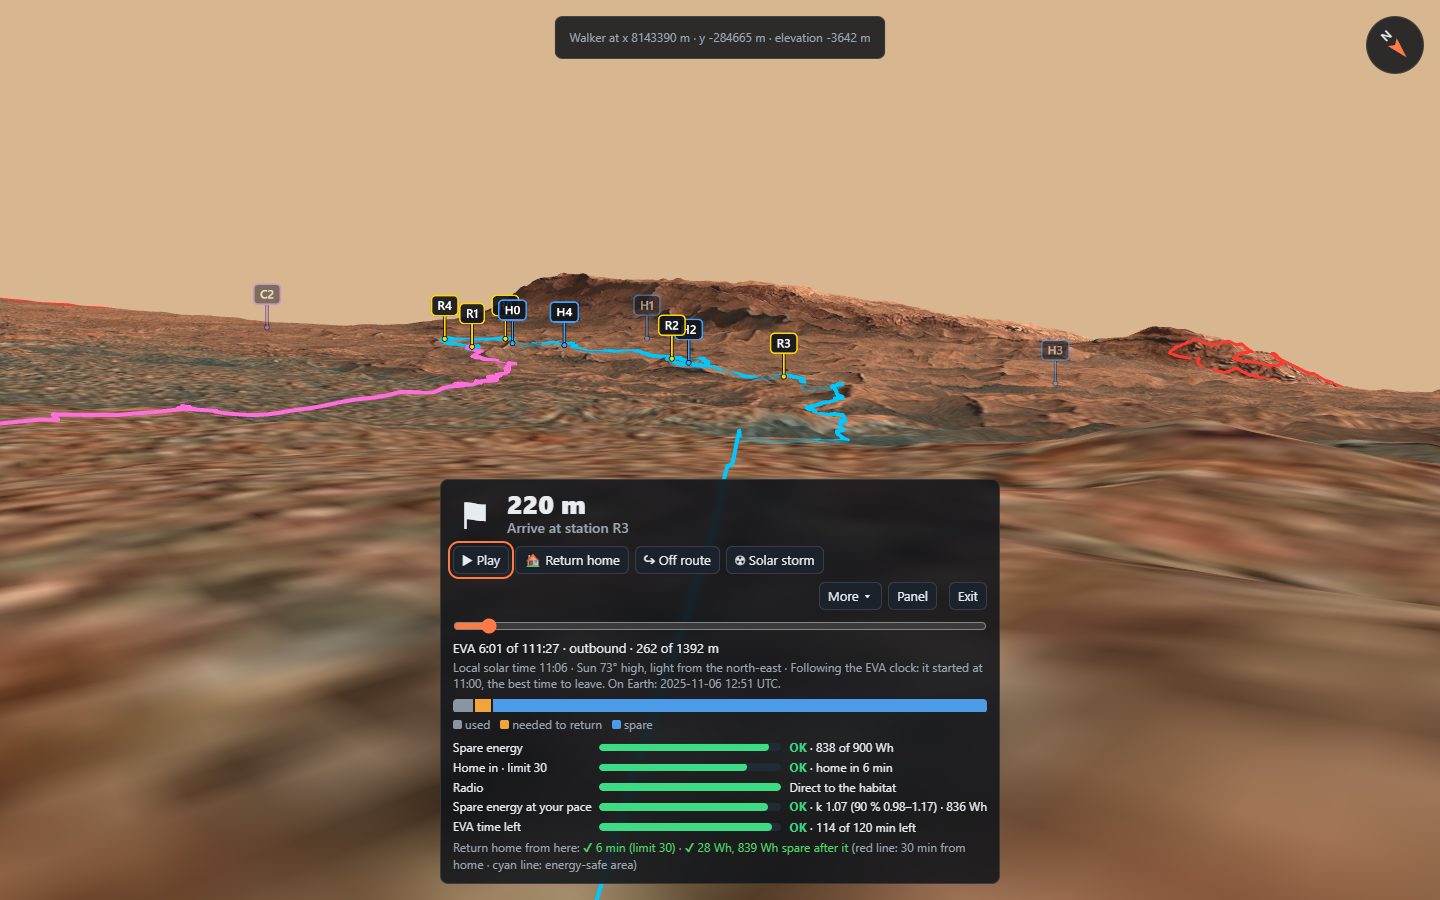 Walker at x 8143390 m · y -284665 m · elevation -3642 m
N
C2
R4
R1
H0
H4
H1
R2
H2
R3
H3
220 m
Arrive at station R3
▶ Play
Return home
↪ Off route
☢ Solar storm
More ▾
Panel
Exit
EVA 6:01 of 111:27 · outbound · 262 of 1392 m
Local solar time 11:06 · Sun 73° high, light from the north-east · Following the EVA clock: it started at
11:00, the best time to leave. On Earth: 2025-11-06 12:51 UTC.
used needed to return spare
Spare energy OK · 838 of 900 Wh
Home in · limit 30 OK · home in 6 min
Radio Direct to the habitat
Spare energy at your pace OK · k 1.07 (90 % 0.98–1.17) · 836 Wh
EVA time left OK · 114 of 120 min left
Return home from here: ✓ 6 min (limit 30) · ✓ 28 Wh, 839 Wh spare after it (red line: 30 min from
home · cyan line: energy-safe area)